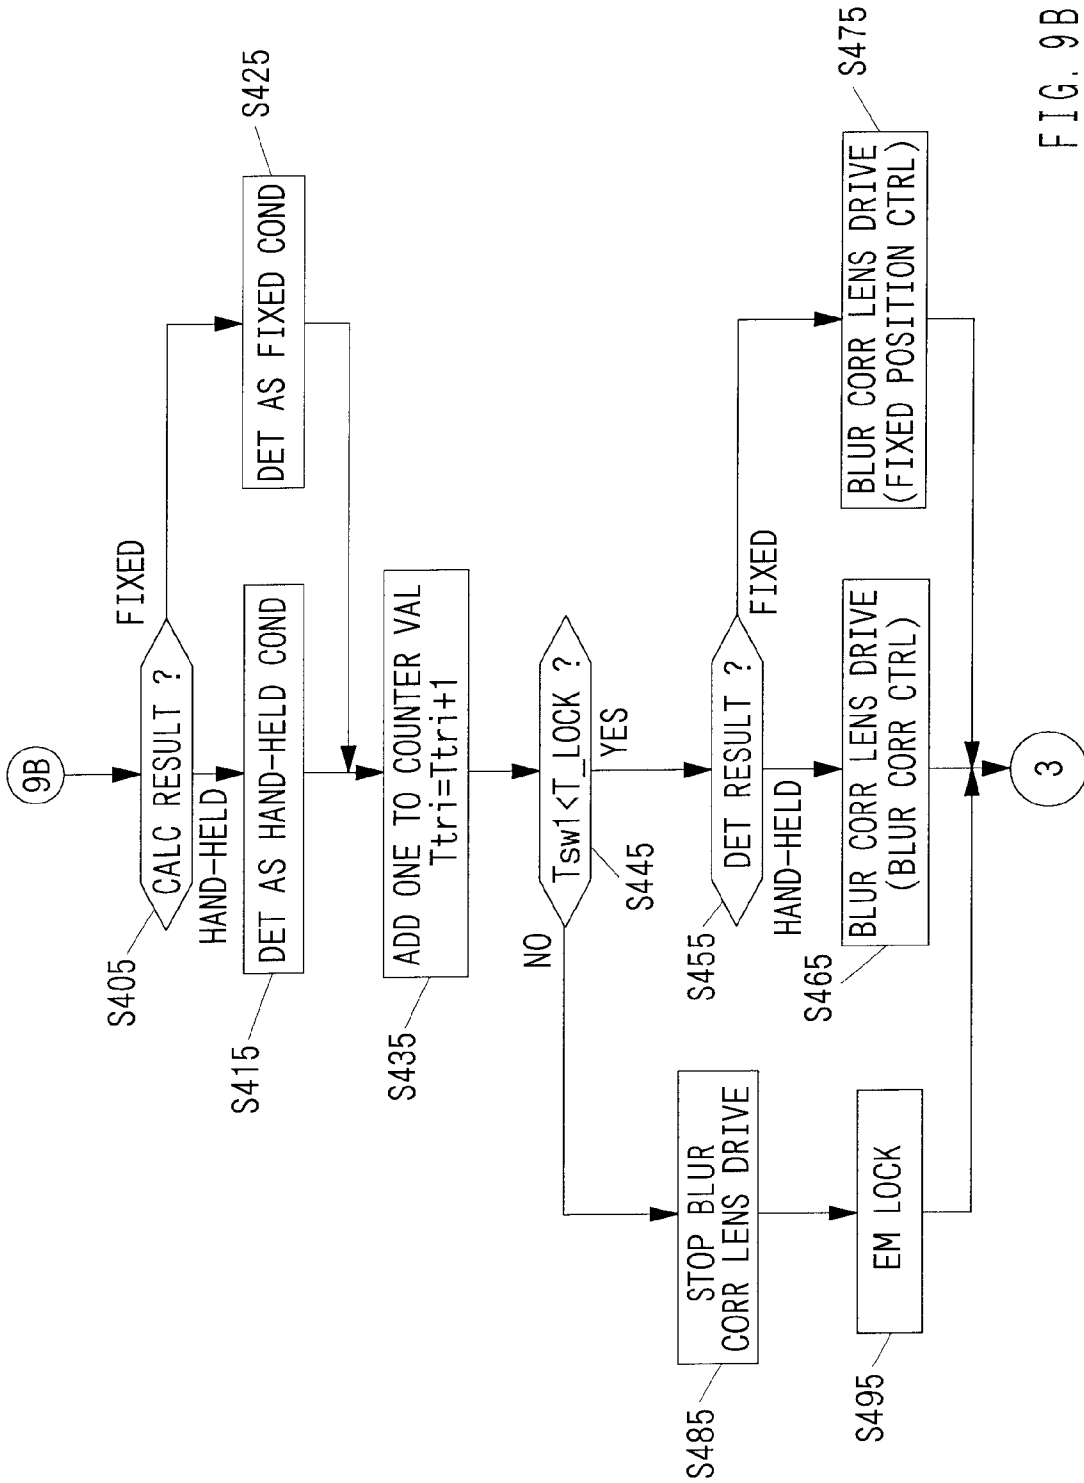 9B
CALC RESULT ?
S405
FIXED
HAND-HELD
DET AS HAND-HELD COND
S415
DET AS FIXED COND
S425
ADD ONE TO COUNTER VAL
Ttri=Ttri+1
S435
Tsw1<T_LOCK ?
S445
NO
YES
DET RESULT ?
S455
FIXED
HAND-HELD
STOP BLUR
CORR LENS DRIVE
S485
BLUR CORR LENS DRIVE
(BLUR CORR CTRL)
S465
BLUR CORR LENS DRIVE
(FIXED POSITION CTRL)
S475
EM LOCK
S495
3
FIG. 9B